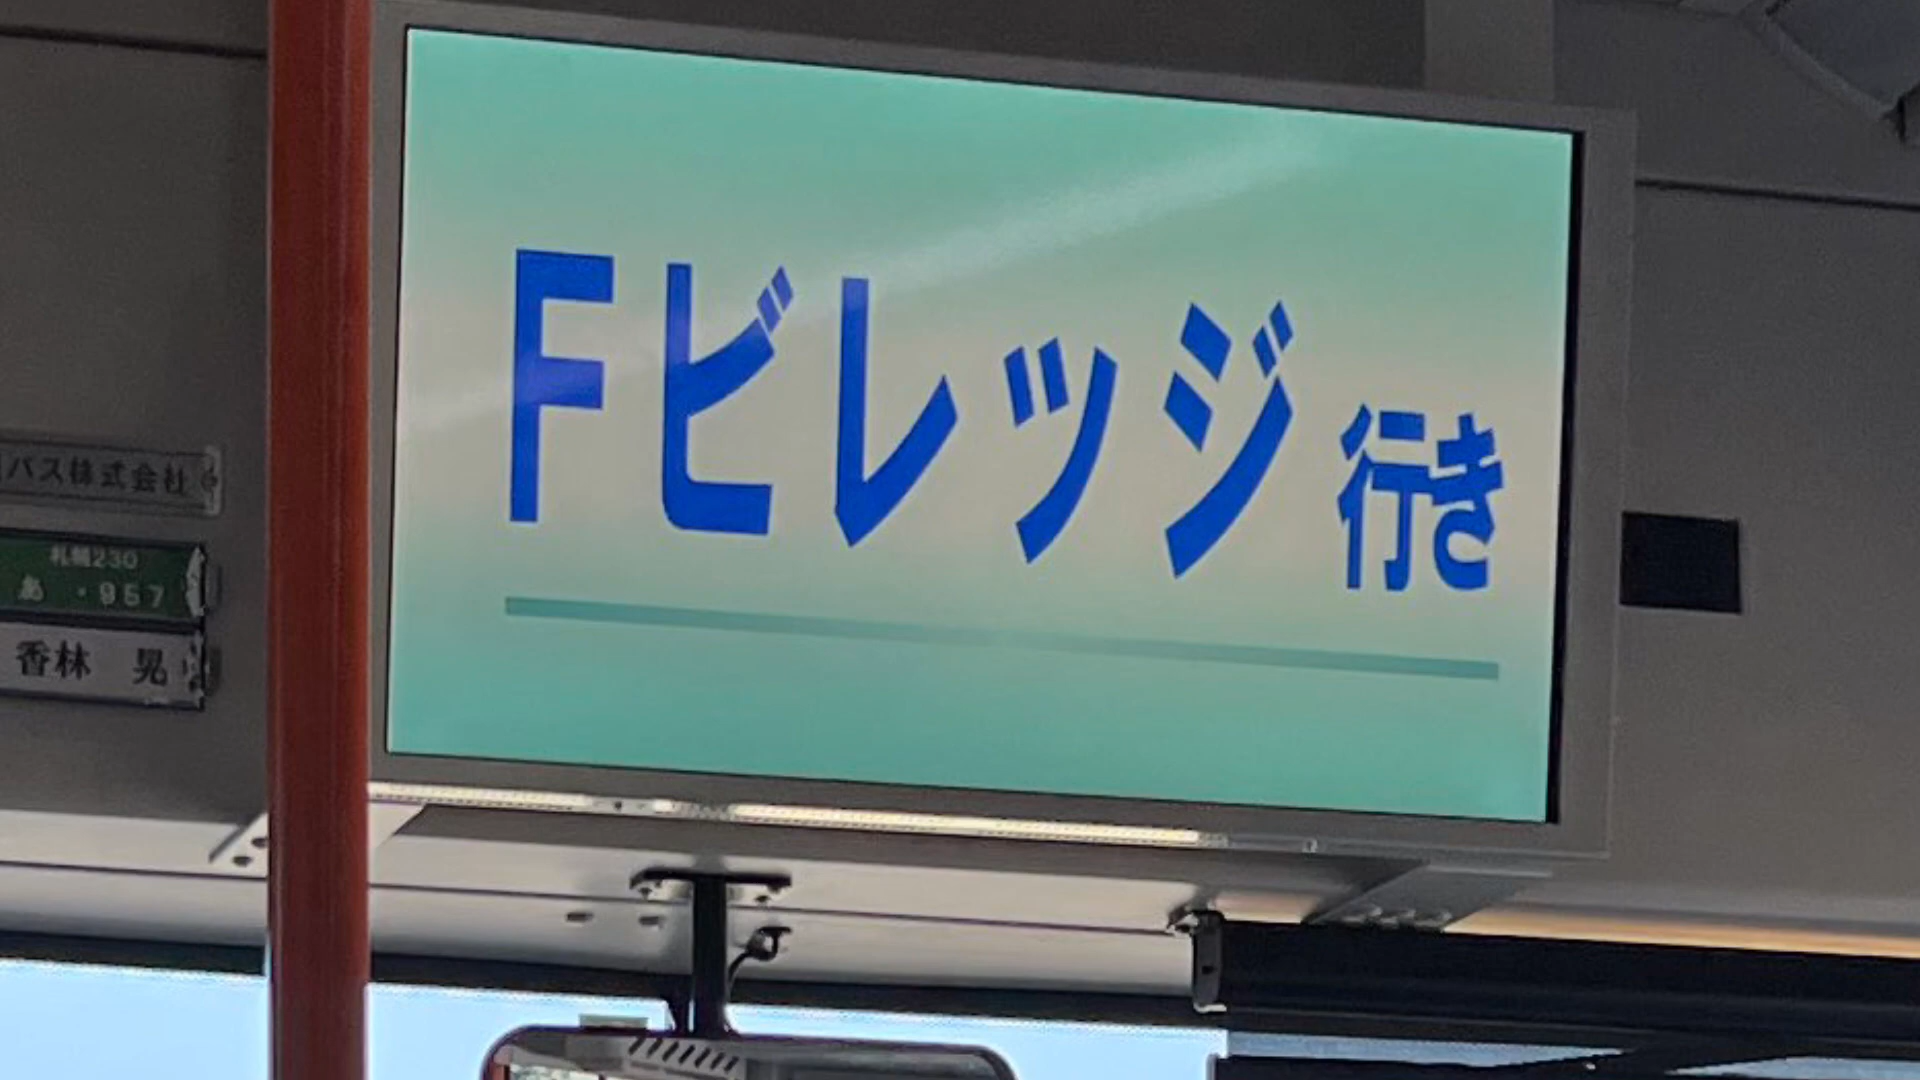 Fビレッジ行き
バス株式会社
札幌230
あ ・957
香林 晃